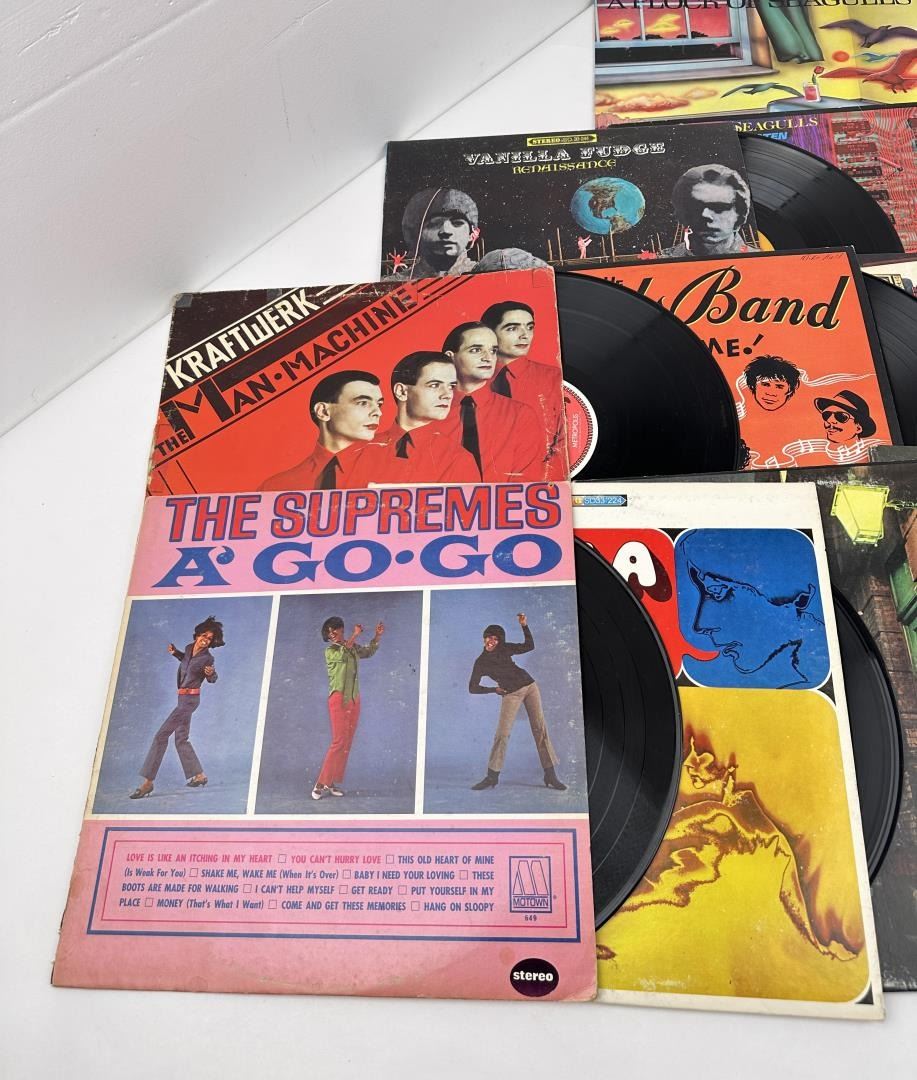 A FLOCK OF SEAGULLS
SEAGULLS
STEREO
VANILLA FUDGE
RENAISSANCE
Band
ME!
KRAFTWERK
THE MAN·MACHINE
METROPOLIS
SD33-224
A
THE SUPREMES
A' GO·GO
LOVE IS LIKE AN ITCHING IN MY HEART □ YOU CAN'T HURRY LOVE □ THIS OLD HEART OF MINE
(Is Weak For You) □ SHAKE ME, WAKE ME (When It's Over) □ BABY I NEED YOUR LOVING □ THESE
BOOTS ARE MADE FOR WALKING □ I CAN'T HELP MYSELF □ GET READY □ PUT YOURSELF IN MY
PLACE □ MONEY (That's What I Want) □ COME AND GET THESE MEMORIES □ HANG ON SLOOPY
M
MOTOWN
649
stereo